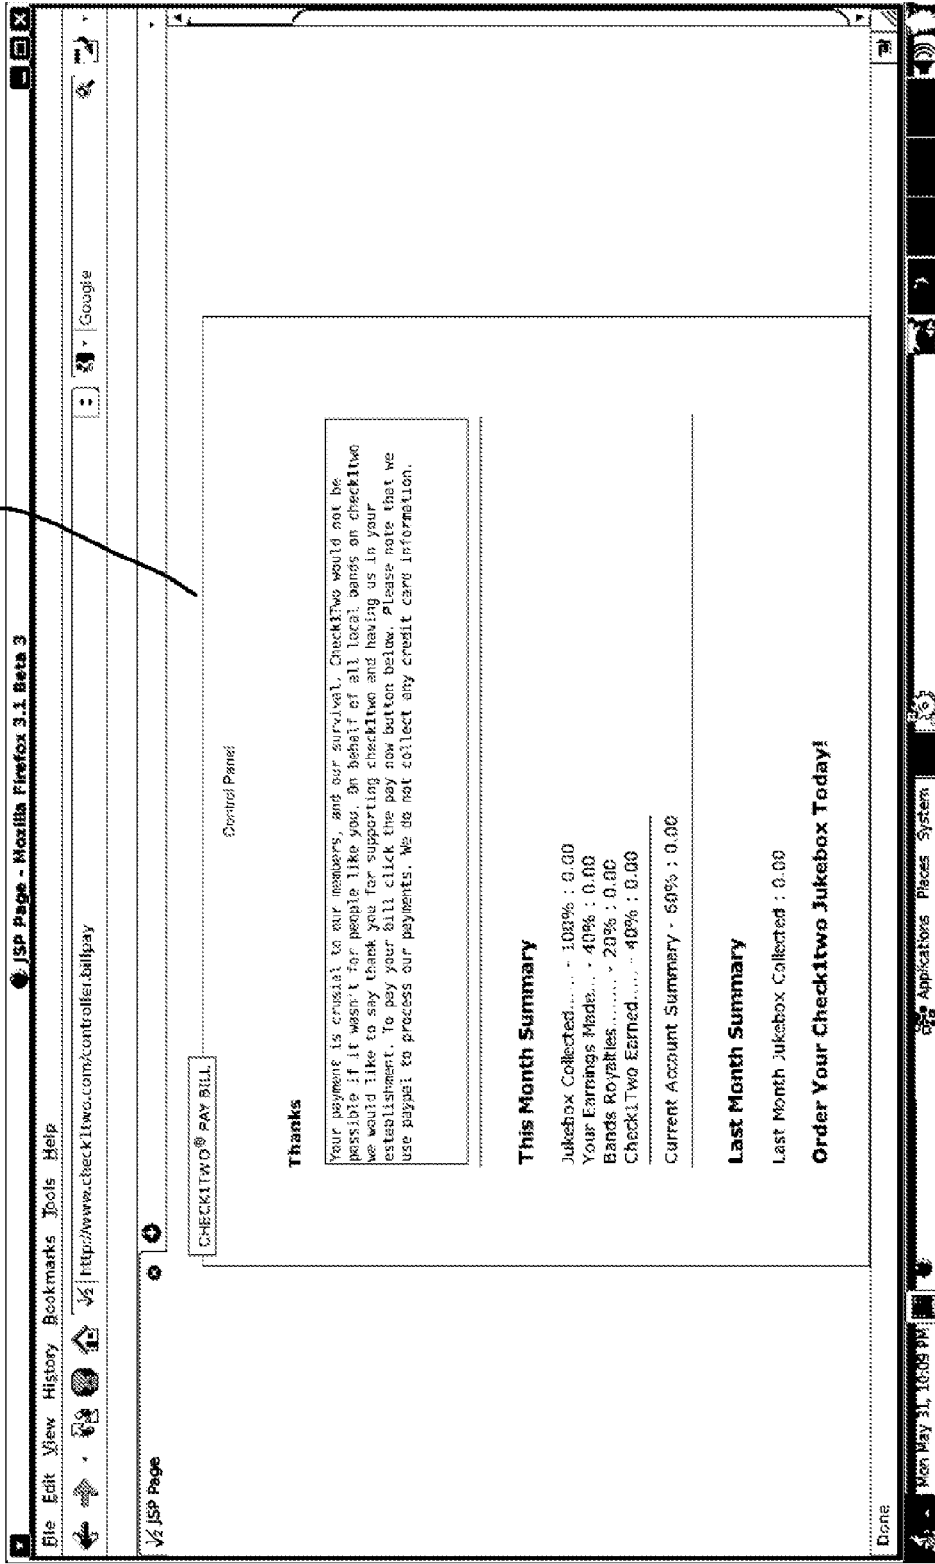 JSP Page - Mozilla Firefox 3.1 Beta 3
File Edit View History Bookmarks Tools Help
http://www.check1two.com/controller.billpay
Google
JSP Page
CHECK1TWO® PAY BILL
Control Panel
Thanks
Your payment is crusial to our members, and our survival, Check1Two would not be
possible if it wasn't for people like you. On behalf of all local bands on check1two
we would like to say thank you for supporting check1two and having us in your
establishment. To pay your bill click the pay now button below. Please note that we
use paypal to process our payments. We do not collect any credit card information.
This Month Summary
Jukebox Collected...... - 100% : 0.00
Your Earnings Made... - 40% : 0.00
Bands Royalties....... - 20% : 0.00
Check1Two Earned..... - 40% : 0.00
Current Account Summary - 60% : 0.00
Last Month Summary
Last Month Jukebox Collected : 0.00
Order Your Check1two Jukebox Today!
Done
Mon May 31, 10:09 PM
Applications Places System